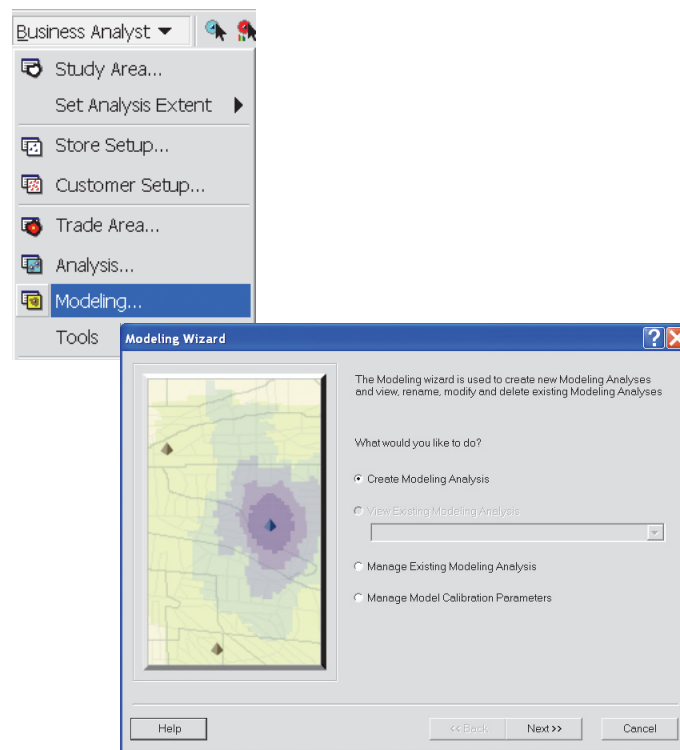 Business Analyst
Study Area...
Set Analysis Extent
Store Setup...
Customer Setup...
Trade Area...
Analysis...
Modeling...
Tools
Modeling Wizard
The Modeling wizard is used to create new Modeling Analyses
and view, rename, modify and delete existing Modeling Analyses
What would you like to do?
Create Modeling Analysis
View Existing Modeling Analysis
Manage Existing Modeling Analysis
Manage Model Calibration Parameters
Help
<< Back
Next >>
Cancel